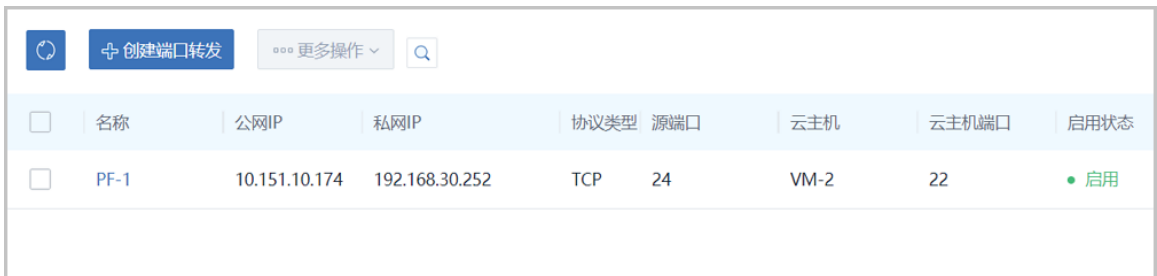 创建端口转发 更多操作
名称 公网IP 私网IP 协议类型 源端口 云主机 云主机端口 启用状态
PF-1 10.151.10.174 192.168.30.252 TCP 24 VM-2 22 启用